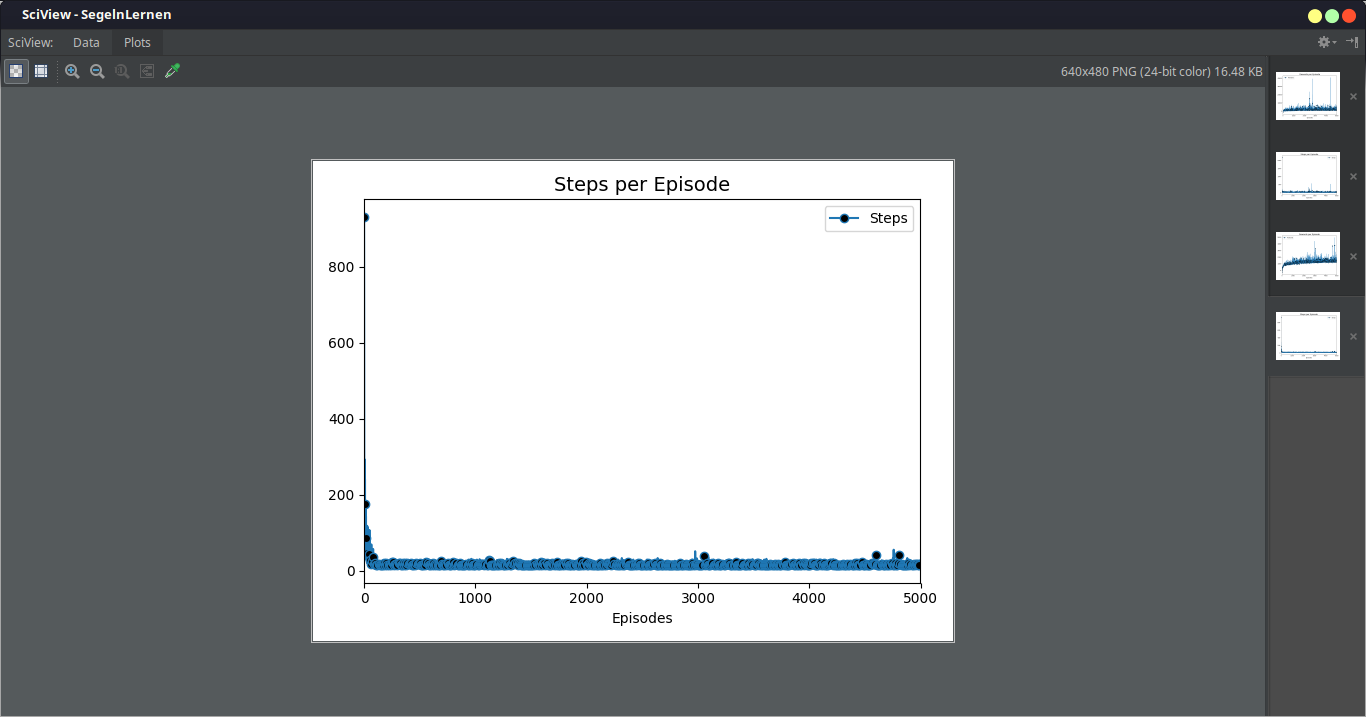 SciView - SegelnLernen
SciView: Data Plots
640x480 PNG (24-bit color) 16.48 KB
Steps per Episode
Steps
800
600
400
200
0
0 1000 2000 3000 4000 5000
Episodes